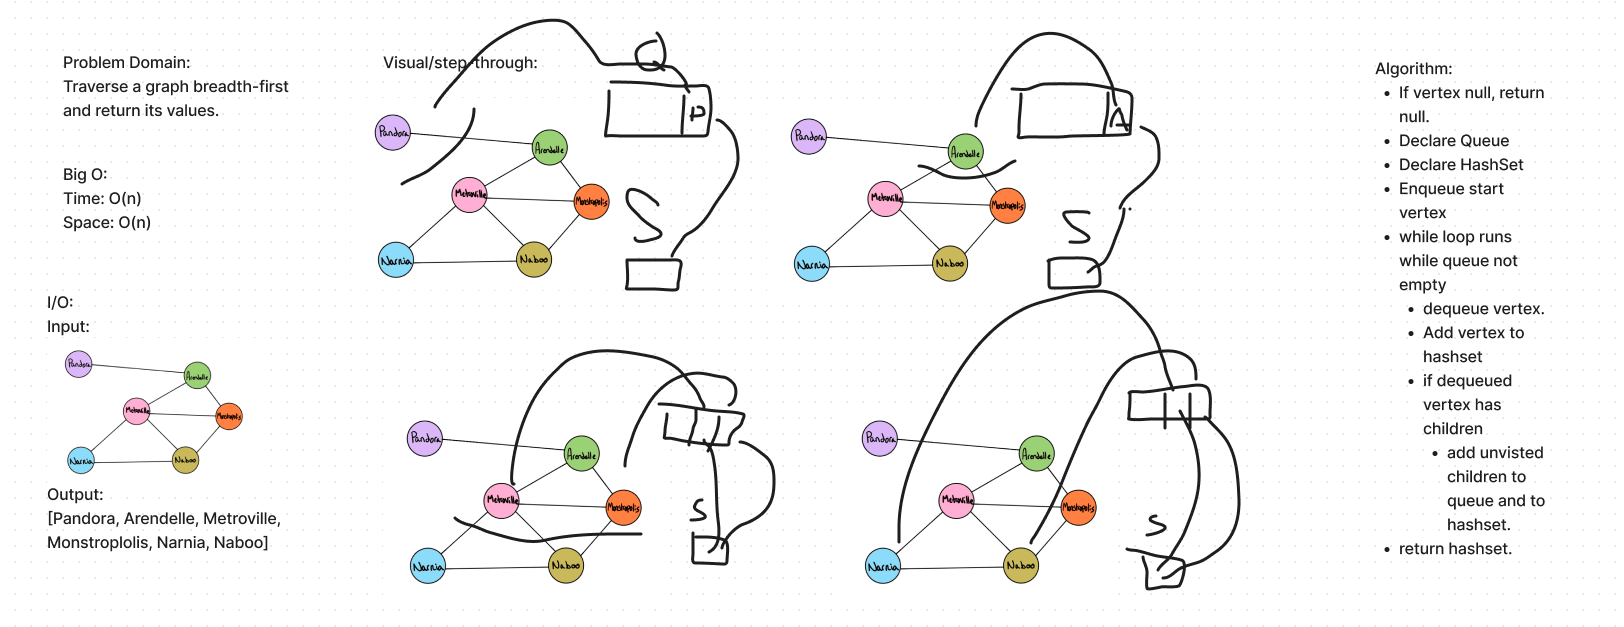 Problem Domain:
Traverse a graph breadth-first
and return its values.
Big O:
Time: O(n)
Space: O(n)
I/O:
Input:
Pandora
Arendelle
Metroville
Monstropolis
Narnia
Naboo
Output:
[Pandora, Arendelle, Metroville,
Monstroplolis, Narnia, Naboo]
Visual/step-through:
Q
P
Pandora
Arendelle
Metroville
Monstropolis
S
Narnia
Naboo
A
Pandora
Arendelle
Metroville
Monstropolis
S
Narnia
Naboo
Pandora
Arendelle
Metroville
Monstropolis
S
Narnia
Naboo
Pandora
Arendelle
Metroville
Monstropolis
S
Narnia
Naboo
Algorithm:
• If vertex null, return
null.
• Declare Queue
• Declare HashSet
• Enqueue start
vertex
• while loop runs
while queue not
empty
• dequeue vertex.
• Add vertex to
hashset
• if dequeued
vertex has
children
• add unvisted
children to
queue and to
hashset.
• return hashset.